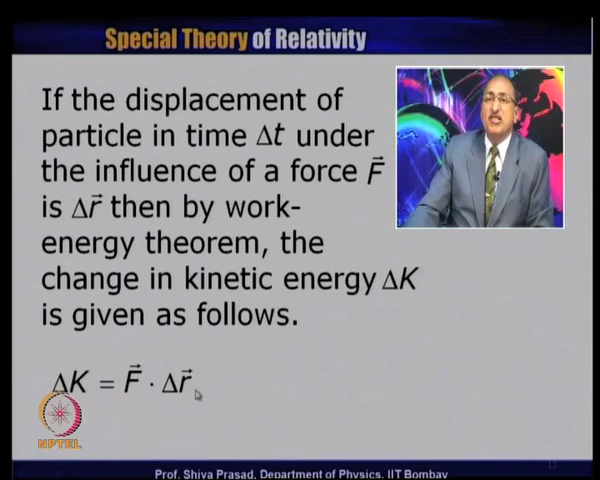 Special Theory of Relativity
If the displacement of
particle in time Δt under
the influence of a force F⃗
is Δr⃗ then by work-
energy theorem, the
change in kinetic energy ΔK
is given as follows.
ΔK = F⃗ · Δr⃗
NPTEL
12
Prof. Shiva Prasad, Department of Physics, IIT Bombay